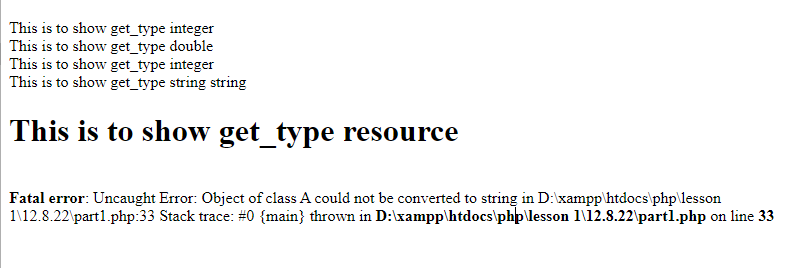 This is to show get_type integer
This is to show get_type double
This is to show get_type integer
This is to show get_type string string
This is to show get_type resource
Fatal error: Uncaught Error: Object of class A could not be converted to string in D:\xampp\htdocs\php\lesson
1\12.8.22\part1.php:33 Stack trace: #0 {main} thrown in D:\xampp\htdocs\php\lesson 1\12.8.22\part1.php on line 33